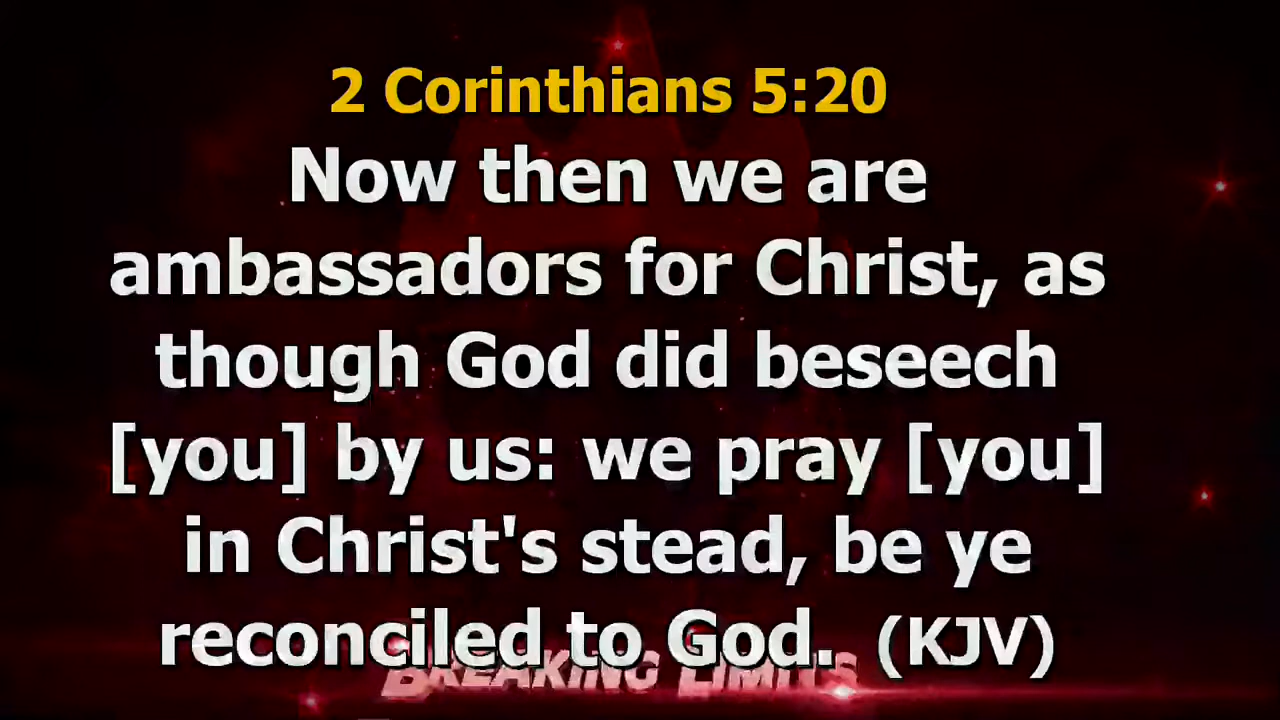 2 Corinthians 5:20
Now then we are
ambassadors for Christ, as
though God did beseech
[you] by us: we pray [you]
in Christ's stead, be ye
reconciled to God. (KJV)
BREAKING LIMITS